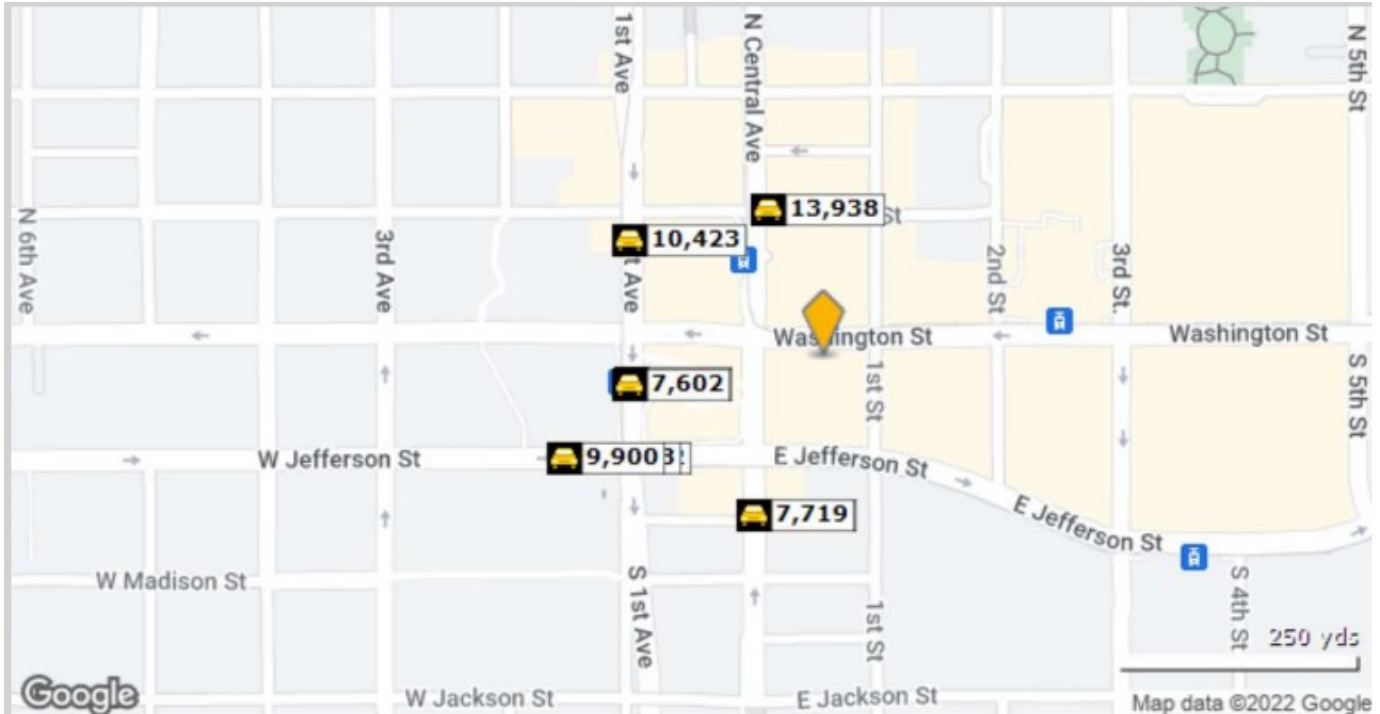 1st Ave
N Central Ave
N 5th St
13,938
St
10,423
N 6th Ave
3rd Ave
t Ave
2nd St
3rd St.
Washington St
Washington St
7,602
1st St
S 5th St
W Jefferson St
9,900
E Jefferson St
7,719
E Jefferson St
W Madison St
S 1st Ave
1st St
S 4th St
250 yds
Google
W Jackson St
E Jackson St
Map data ©2022 Google